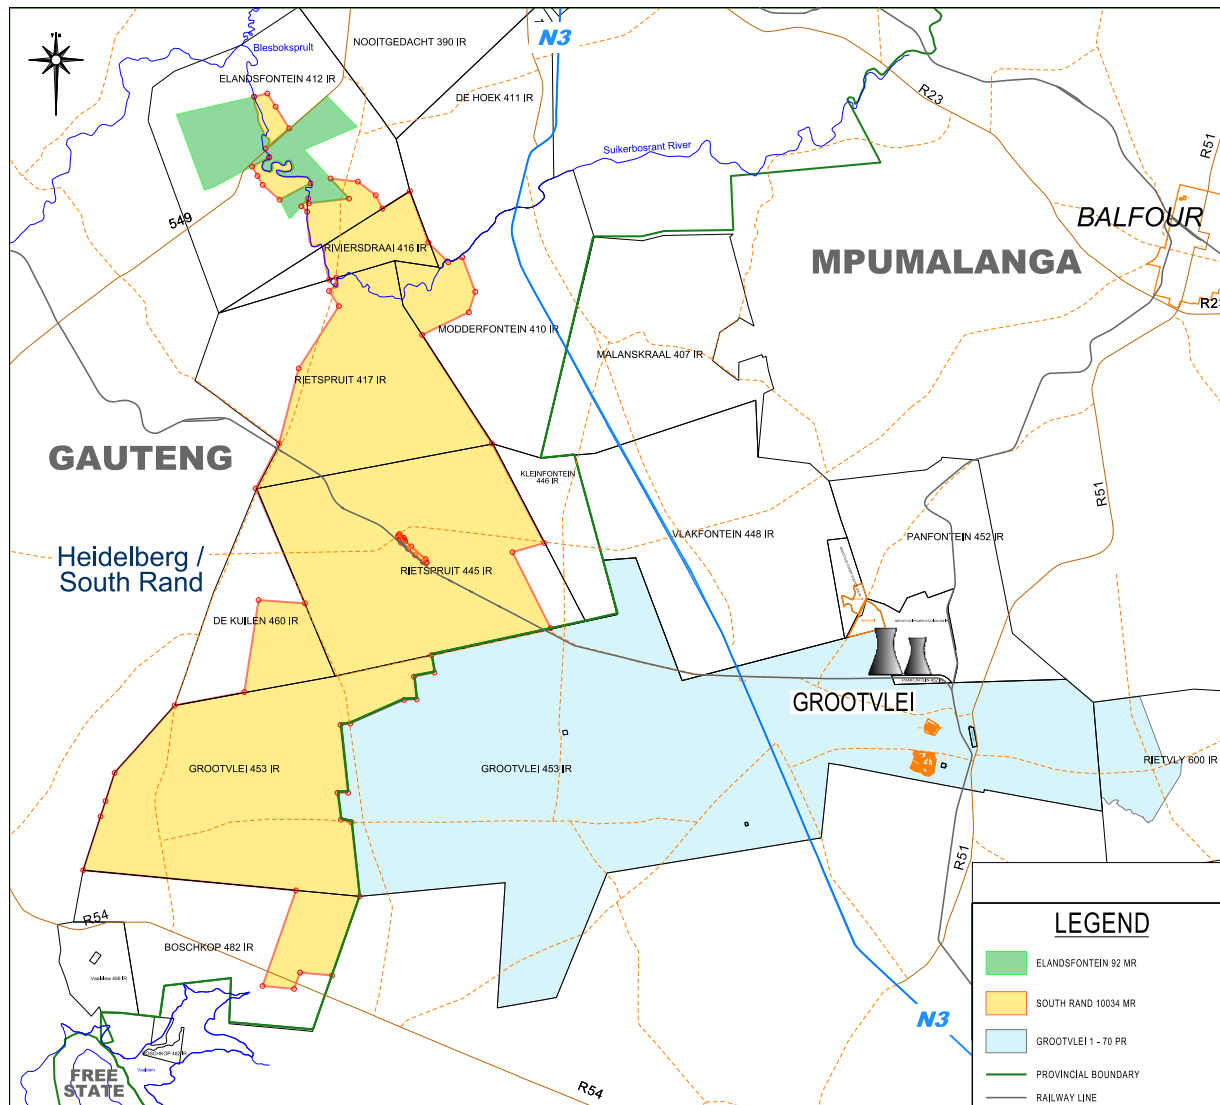 N3
NOOITGEDACHT 390 IR
Blesbokspruit
ELANDSFONTEIN 412 IR
DE HOEK 411 IR
R23
R51
Suikerbosrant River
549
BALFOUR
RIVIERSDRAAI 416 IR
MPUMALANGA
R23
MODDERFONTEIN 410 IR
MALANSKRAAL 407 IR
RIETSPRUIT 417 IR
GAUTENG
KLEINFONTEIN
446 IR
R51
VLAKFONTEIN 448 IR
PANFONTEIN 452 IR
Heidelberg /
South Rand
RIETSPRUIT 445 IR
DE KUILEN 460 IR
GROOTVLEI
GROOTVLEI 453 IR
GROOTVLEI 453 IR
RIETVLY 600 IR
R51
R54
BOSCHKOP 482 IR
N3
BOSCHKOP 482 IR
Vaaldam
FREE
STATE
R54
LEGEND
ELANDSFONTEIN 92 MR
SOUTH RAND 10034 MR
GROOTVLEI 1 - 70 PR
PROVINCIAL BOUNDARY
RAILWAY LINE